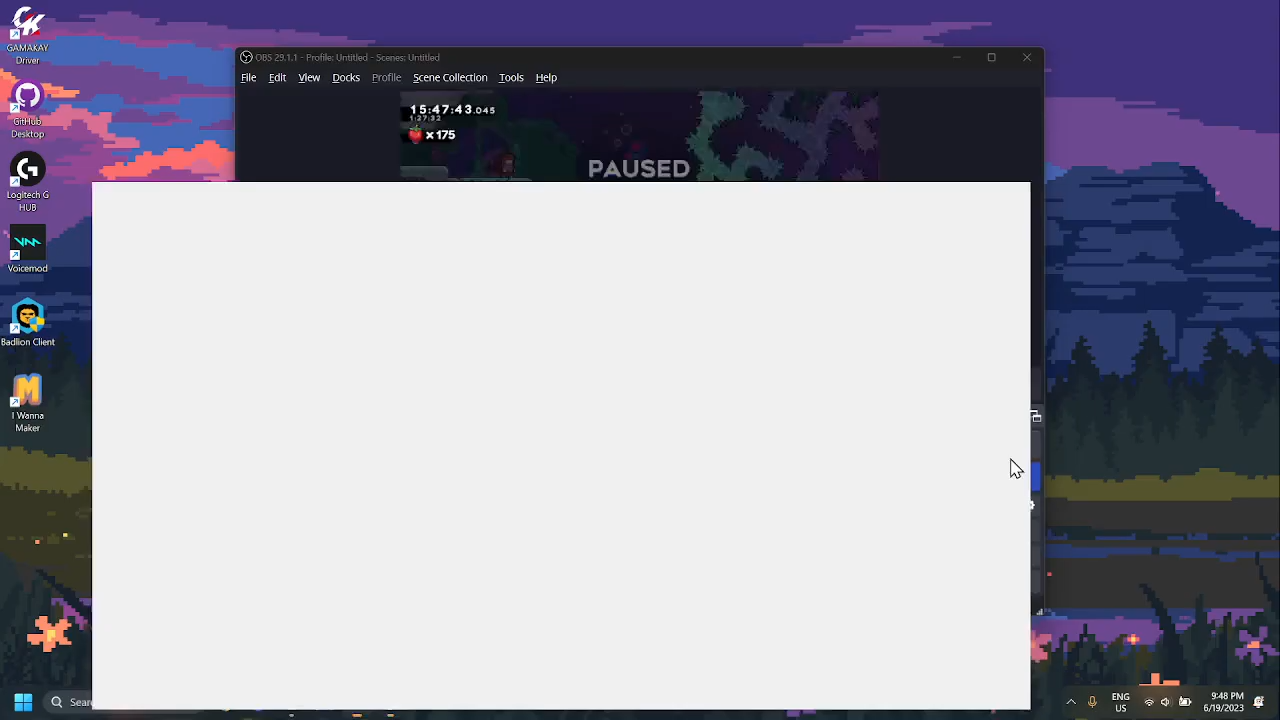 GAMAKAY
Driver
GitHub
Desktop
Logitech G
HUB
Voicemod
Badlion Client
I Wanna
Maker
OBS 29.1.1 - Profile: Untitled - Scenes: Untitled
File Edit View Docks Profile Scene Collection Tools Help
15:47:43.045
1:27:32
x175
PAUSED
Sear
ENG
US
9:48 PM
6/19/2023